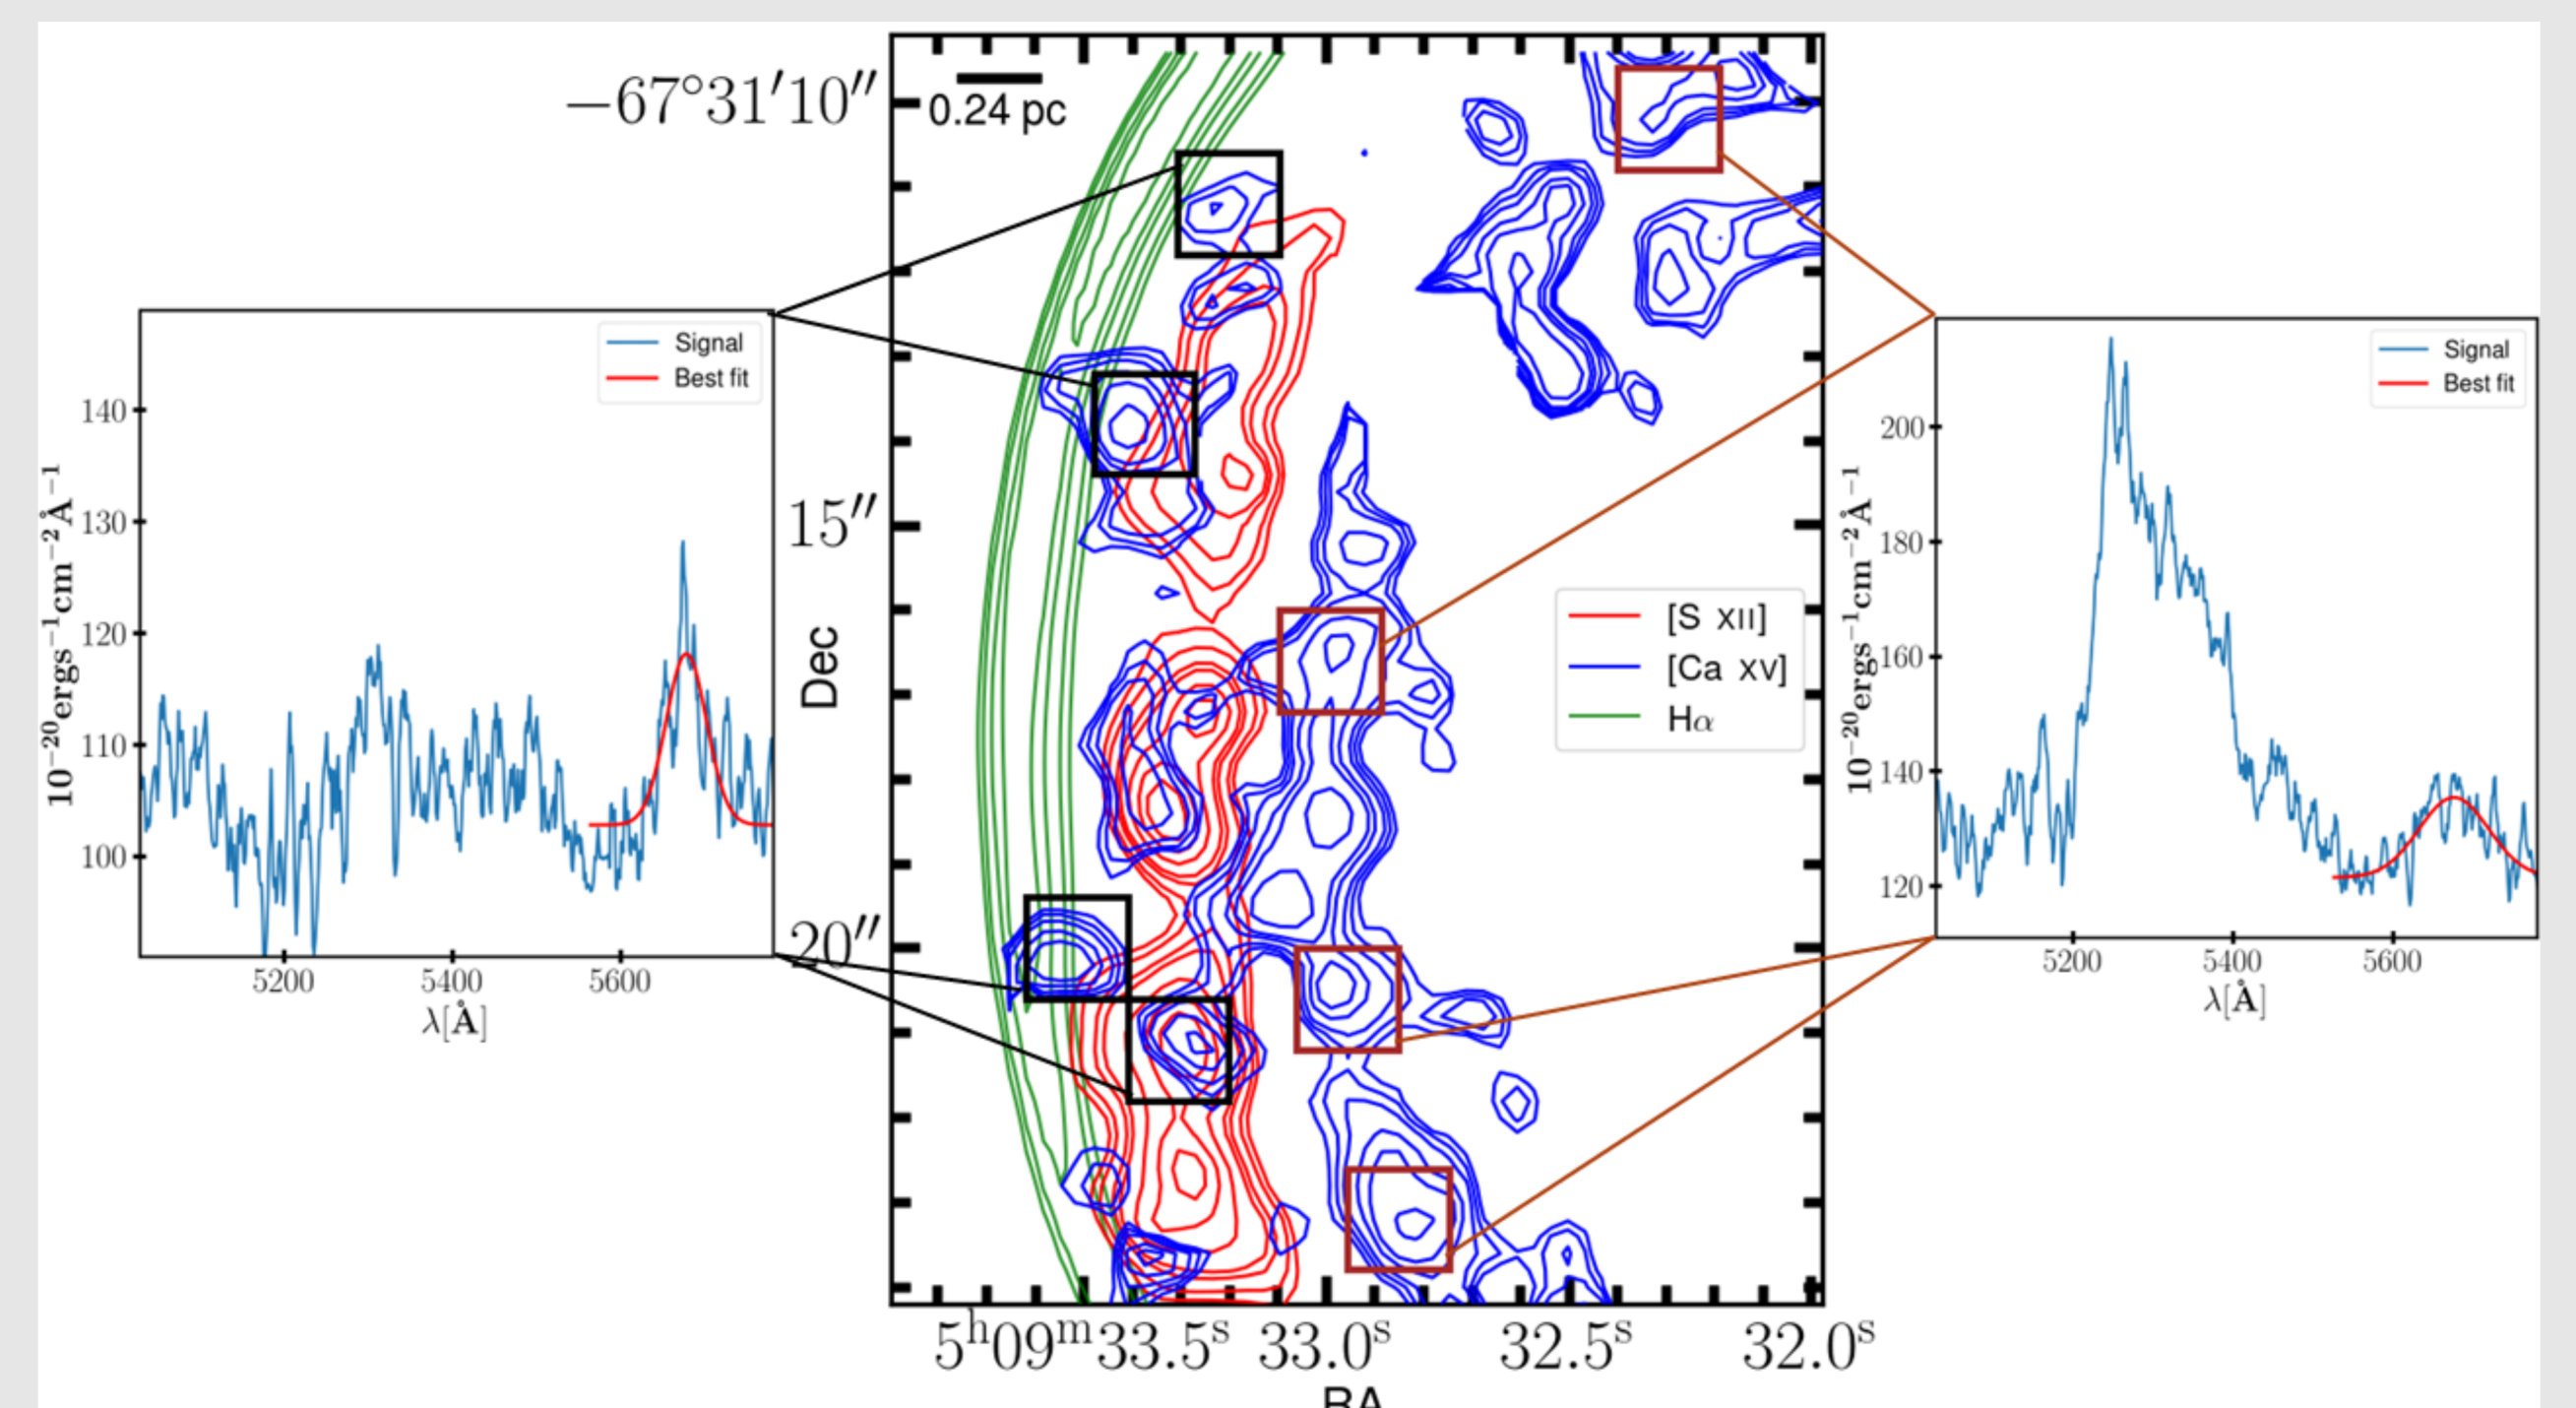 −67°31′10″
0.24 pc
Signal
Best fit
140
130
120
110
100
10⁻²⁰ergs⁻¹cm⁻²Å⁻¹
5200
5400
5600
λ[Å]
15″
Dec
20″
[S XII]
[Ca XV]
Hα
Signal
Best fit
200
180
160
140
120
10⁻²⁰ergs⁻¹cm⁻²Å⁻¹
5200
5400
5600
λ[Å]
5ʰ09ᵐ33.5ˢ
33.0ˢ
32.5ˢ
32.0ˢ
RA